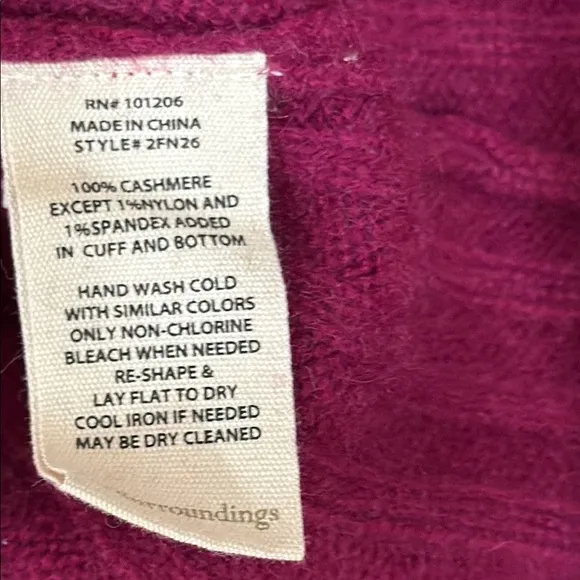 RN# 101206
MADE IN CHINA
STYLE# 2FN26
100% CASHMERE
EXCEPT 1%NYLON AND
1%SPANDEX ADDED
IN CUFF AND BOTTOM
HAND WASH COLD
WITH SIMILAR COLORS
ONLY NON-CHLORINE
BLEACH WHEN NEEDED
RE-SHAPE &
LAY FLAT TO DRY
COOL IRON IF NEEDED
MAY BE DRY CLEANED